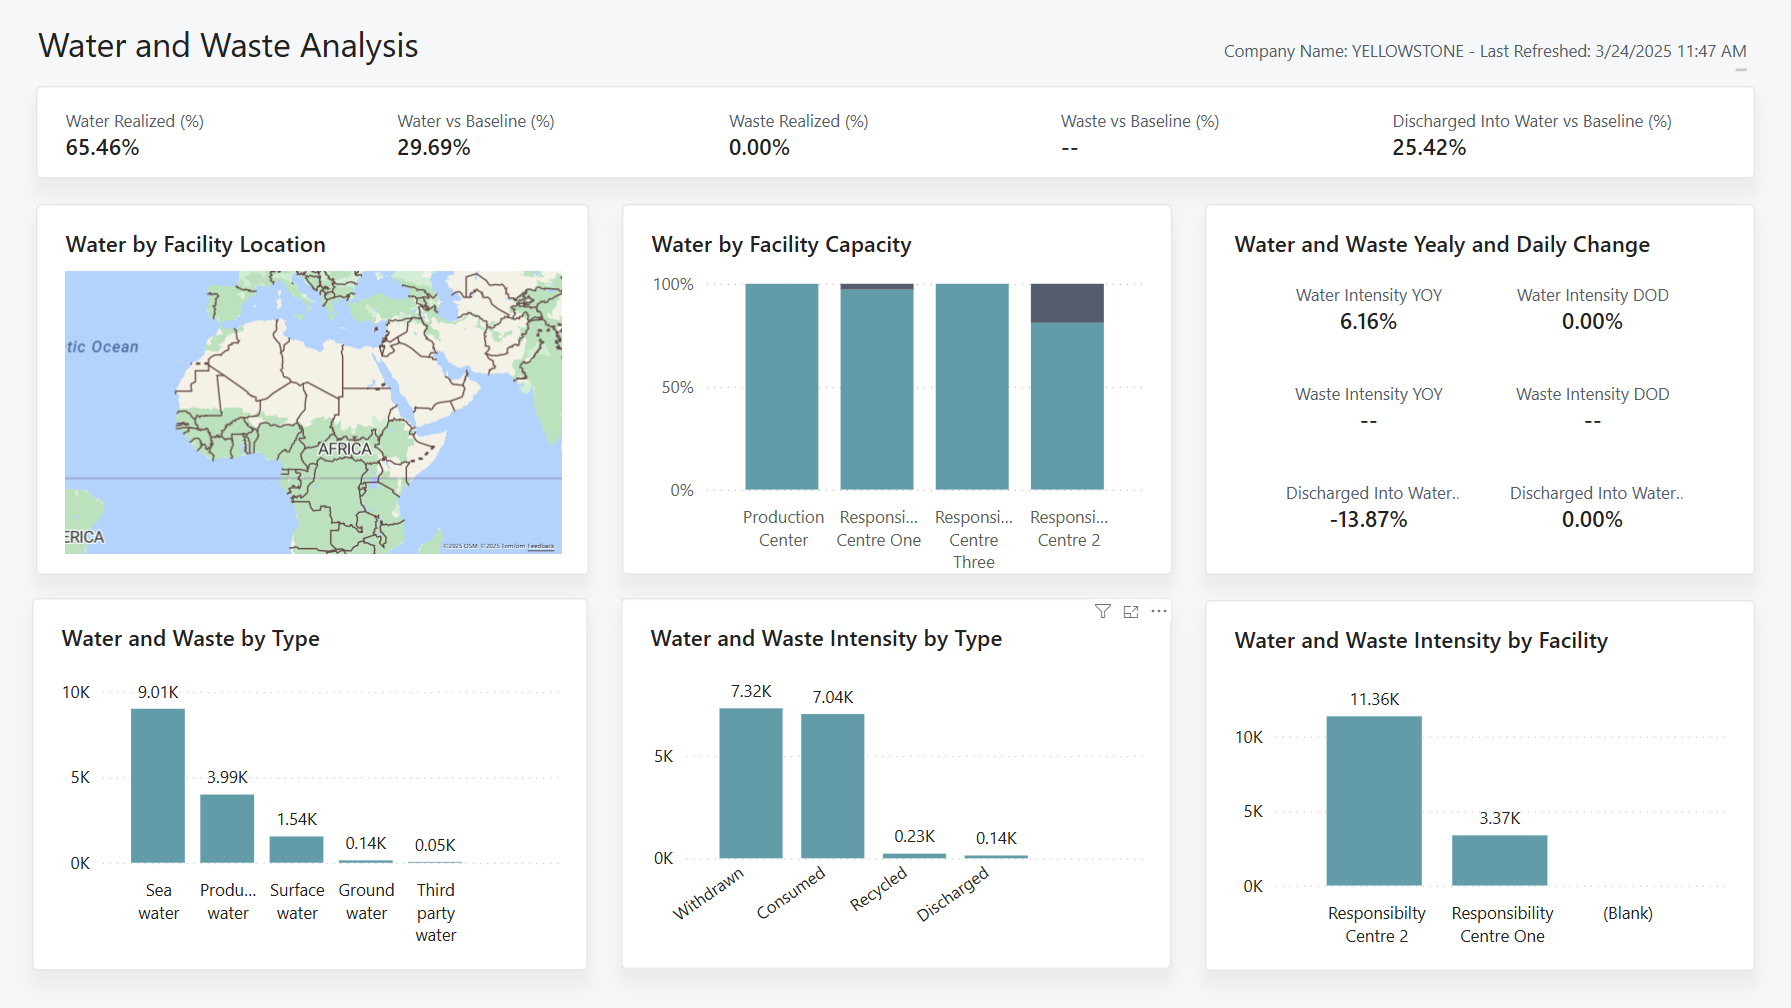 Water and Waste Analysis
Company Name: YELLOWSTONE - Last Refreshed: 3/24/2025 11:47 AM
Water Realized (%)
65.46%
Water vs Baseline (%)
29.69%
Waste Realized (%)
0.00%
Waste vs Baseline (%)
--
Discharged Into Water vs Baseline (%)
25.42%
Water by Facility Location
tic Ocean
AFRICA
ERICA
©2025 OSM ©2025 TomTom Feedback
Water by Facility Capacity
100%
50%
0%
Production
Center
Responsi...
Centre One
Responsi...
Centre
Three
Responsi...
Centre 2
Water and Waste Yealy and Daily Change
Water Intensity YOY
6.16%
Water Intensity DOD
0.00%
Waste Intensity YOY
--
Waste Intensity DOD
--
Discharged Into Water..
-13.87%
Discharged Into Water..
0.00%
Water and Waste by Type
10K
5K
0K
9.01K
3.99K
1.54K
0.14K
0.05K
Sea
water
Produ...
water
Surface
water
Ground
water
Third
party
water
Water and Waste Intensity by Type
5K
0K
7.32K
7.04K
0.23K
0.14K
Withdrawn
Consumed
Recycled
Discharged
Water and Waste Intensity by Facility
10K
5K
0K
11.36K
3.37K
Responsibilty
Centre 2
Responsibility
Centre One
(Blank)